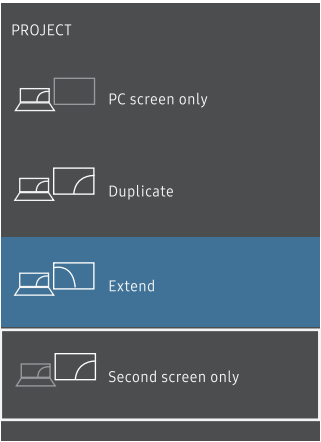 PROJECT
PC screen only
Duplicate
Extend
Second screen only